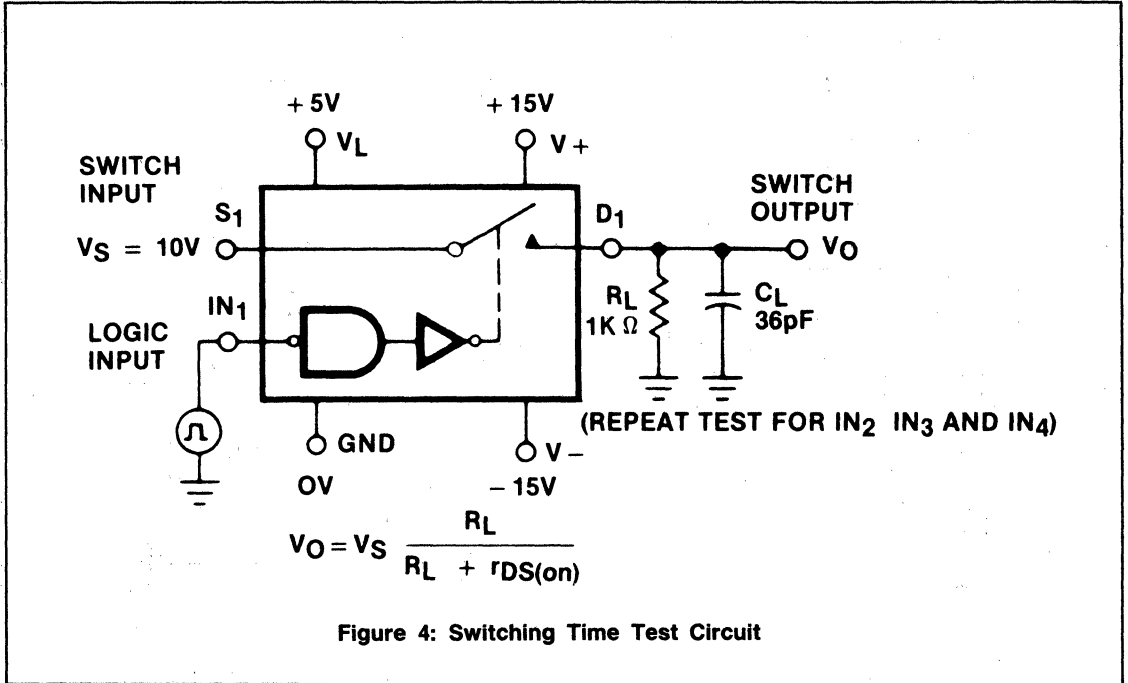 + 5V
+ 15V
VL
V +
SWITCH
INPUT
SWITCH
OUTPUT
S1
D1
VS = 10V
VO
IN1
RL
1K Ω
CL
36pF
LOGIC
INPUT
(REPEAT TEST FOR IN2 IN3 AND IN4)
GND
V −
OV
− 15V
VO = VS RL
RL + rDS(on)
Figure 4: Switching Time Test Circuit